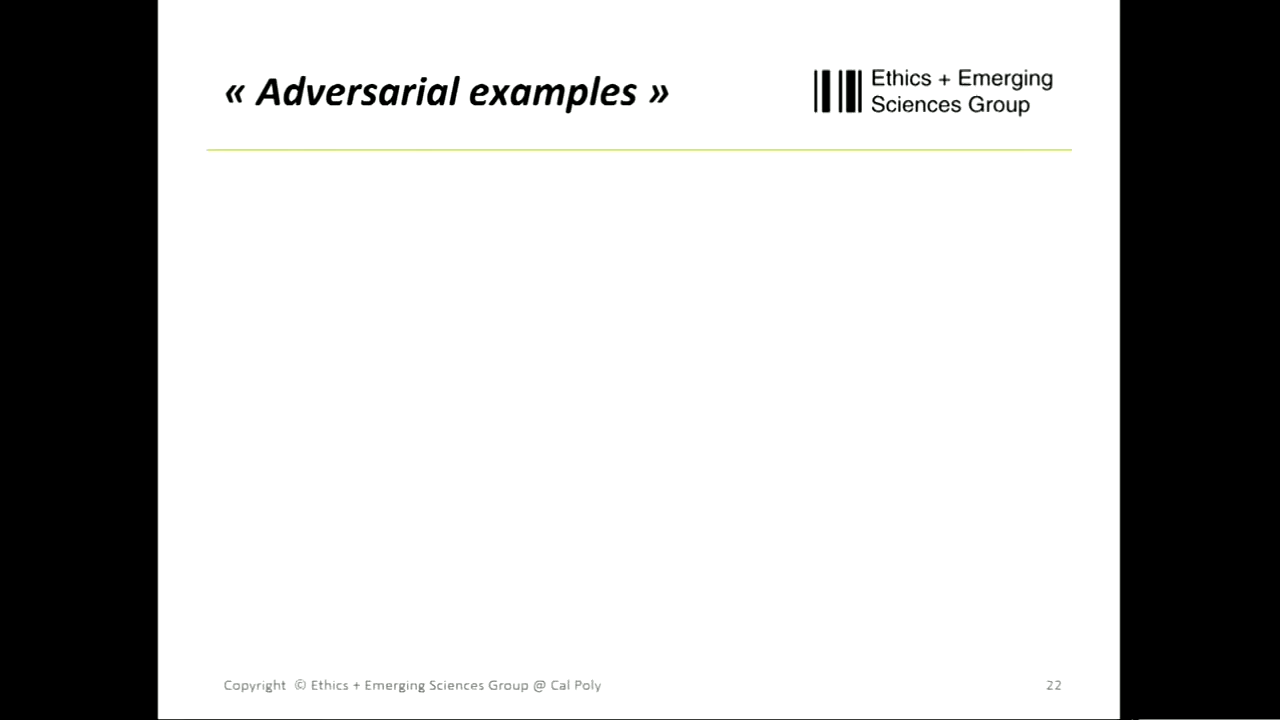 « Adversarial examples »
Ethics + Emerging
Sciences Group
Copyright © Ethics + Emerging Sciences Group @ Cal Poly
22